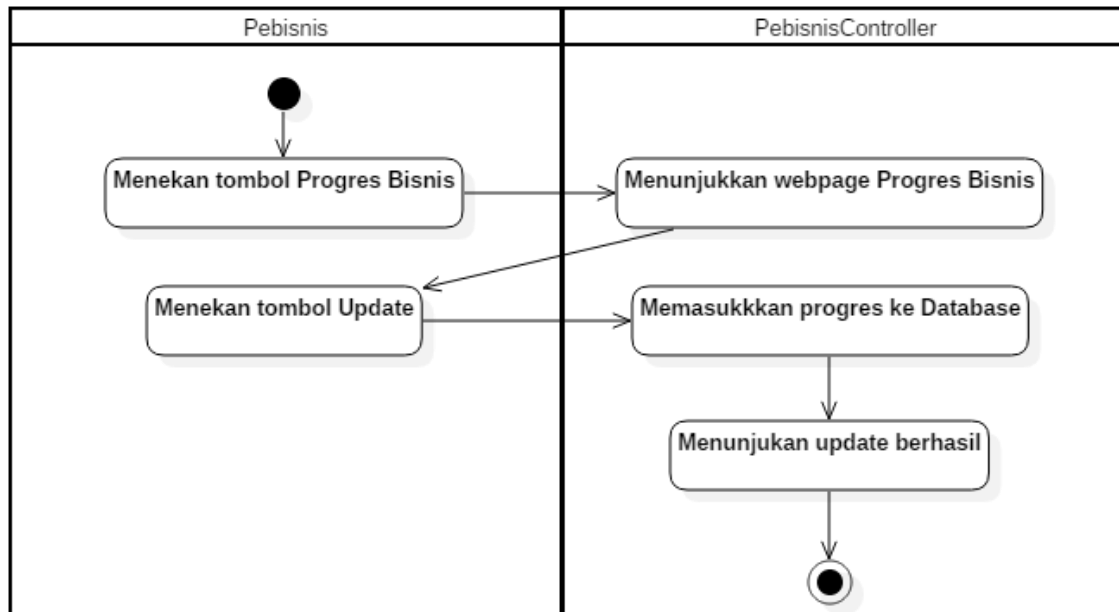 Pebisnis
PebisnisController
Menekan tombol Progres Bisnis
Menunjukkan webpage Progres Bisnis
Menekan tombol Update
Memasukkkan progres ke Database
Menunjukan update berhasil